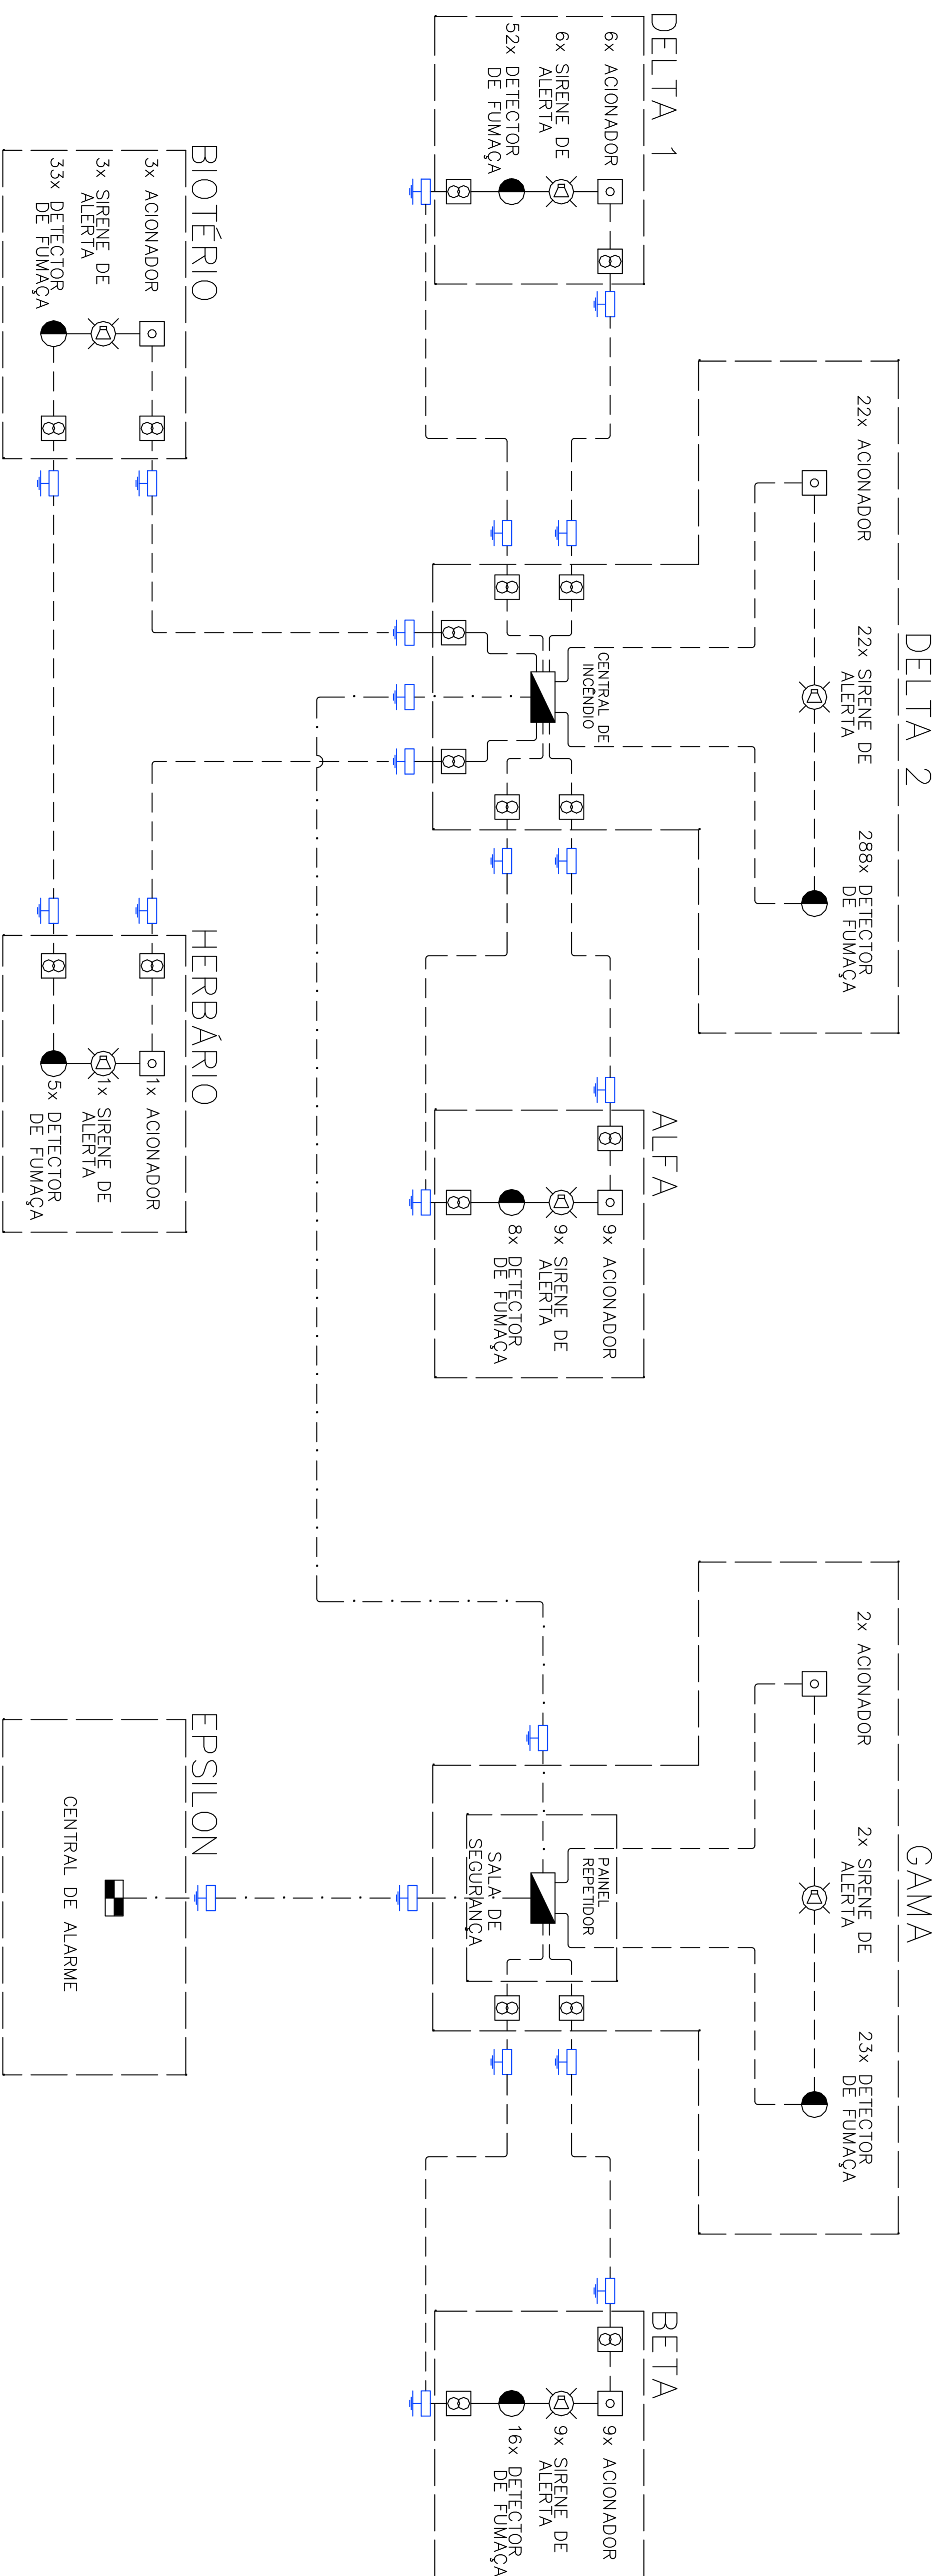 DELTA 1
6x ACIONADOR
6x SIRENE DE
ALERTA
52x DETECTOR
DE FUMAÇA
BIOTÉRIO
3x ACIONADOR
3x SIRENE DE
ALERTA
33x DETECTOR
DE FUMAÇA
DELTA 2
22x ACIONADOR
22x SIRENE DE
ALERTA
288x DETECTOR
DE FUMAÇA
CENTRAL DE
INCÊNDIO
HERBÁRIO
1x ACIONADOR
1x SIRENE DE
ALERTA
5x DETECTOR
DE FUMAÇA
ALFA
9x ACIONADOR
9x SIRENE DE
ALERTA
8x DETECTOR
DE FUMAÇA
GAMA
2x ACIONADOR
2x SIRENE DE
ALERTA
23x DETECTOR
DE FUMAÇA
PAINEL
REPETIDOR
SALA DE
SEGURANÇA
EPSILON
CENTRAL DE ALARME
BETA
9x ACIONADOR
9x SIRENE DE
ALERTA
16x DETECTOR
DE FUMAÇA